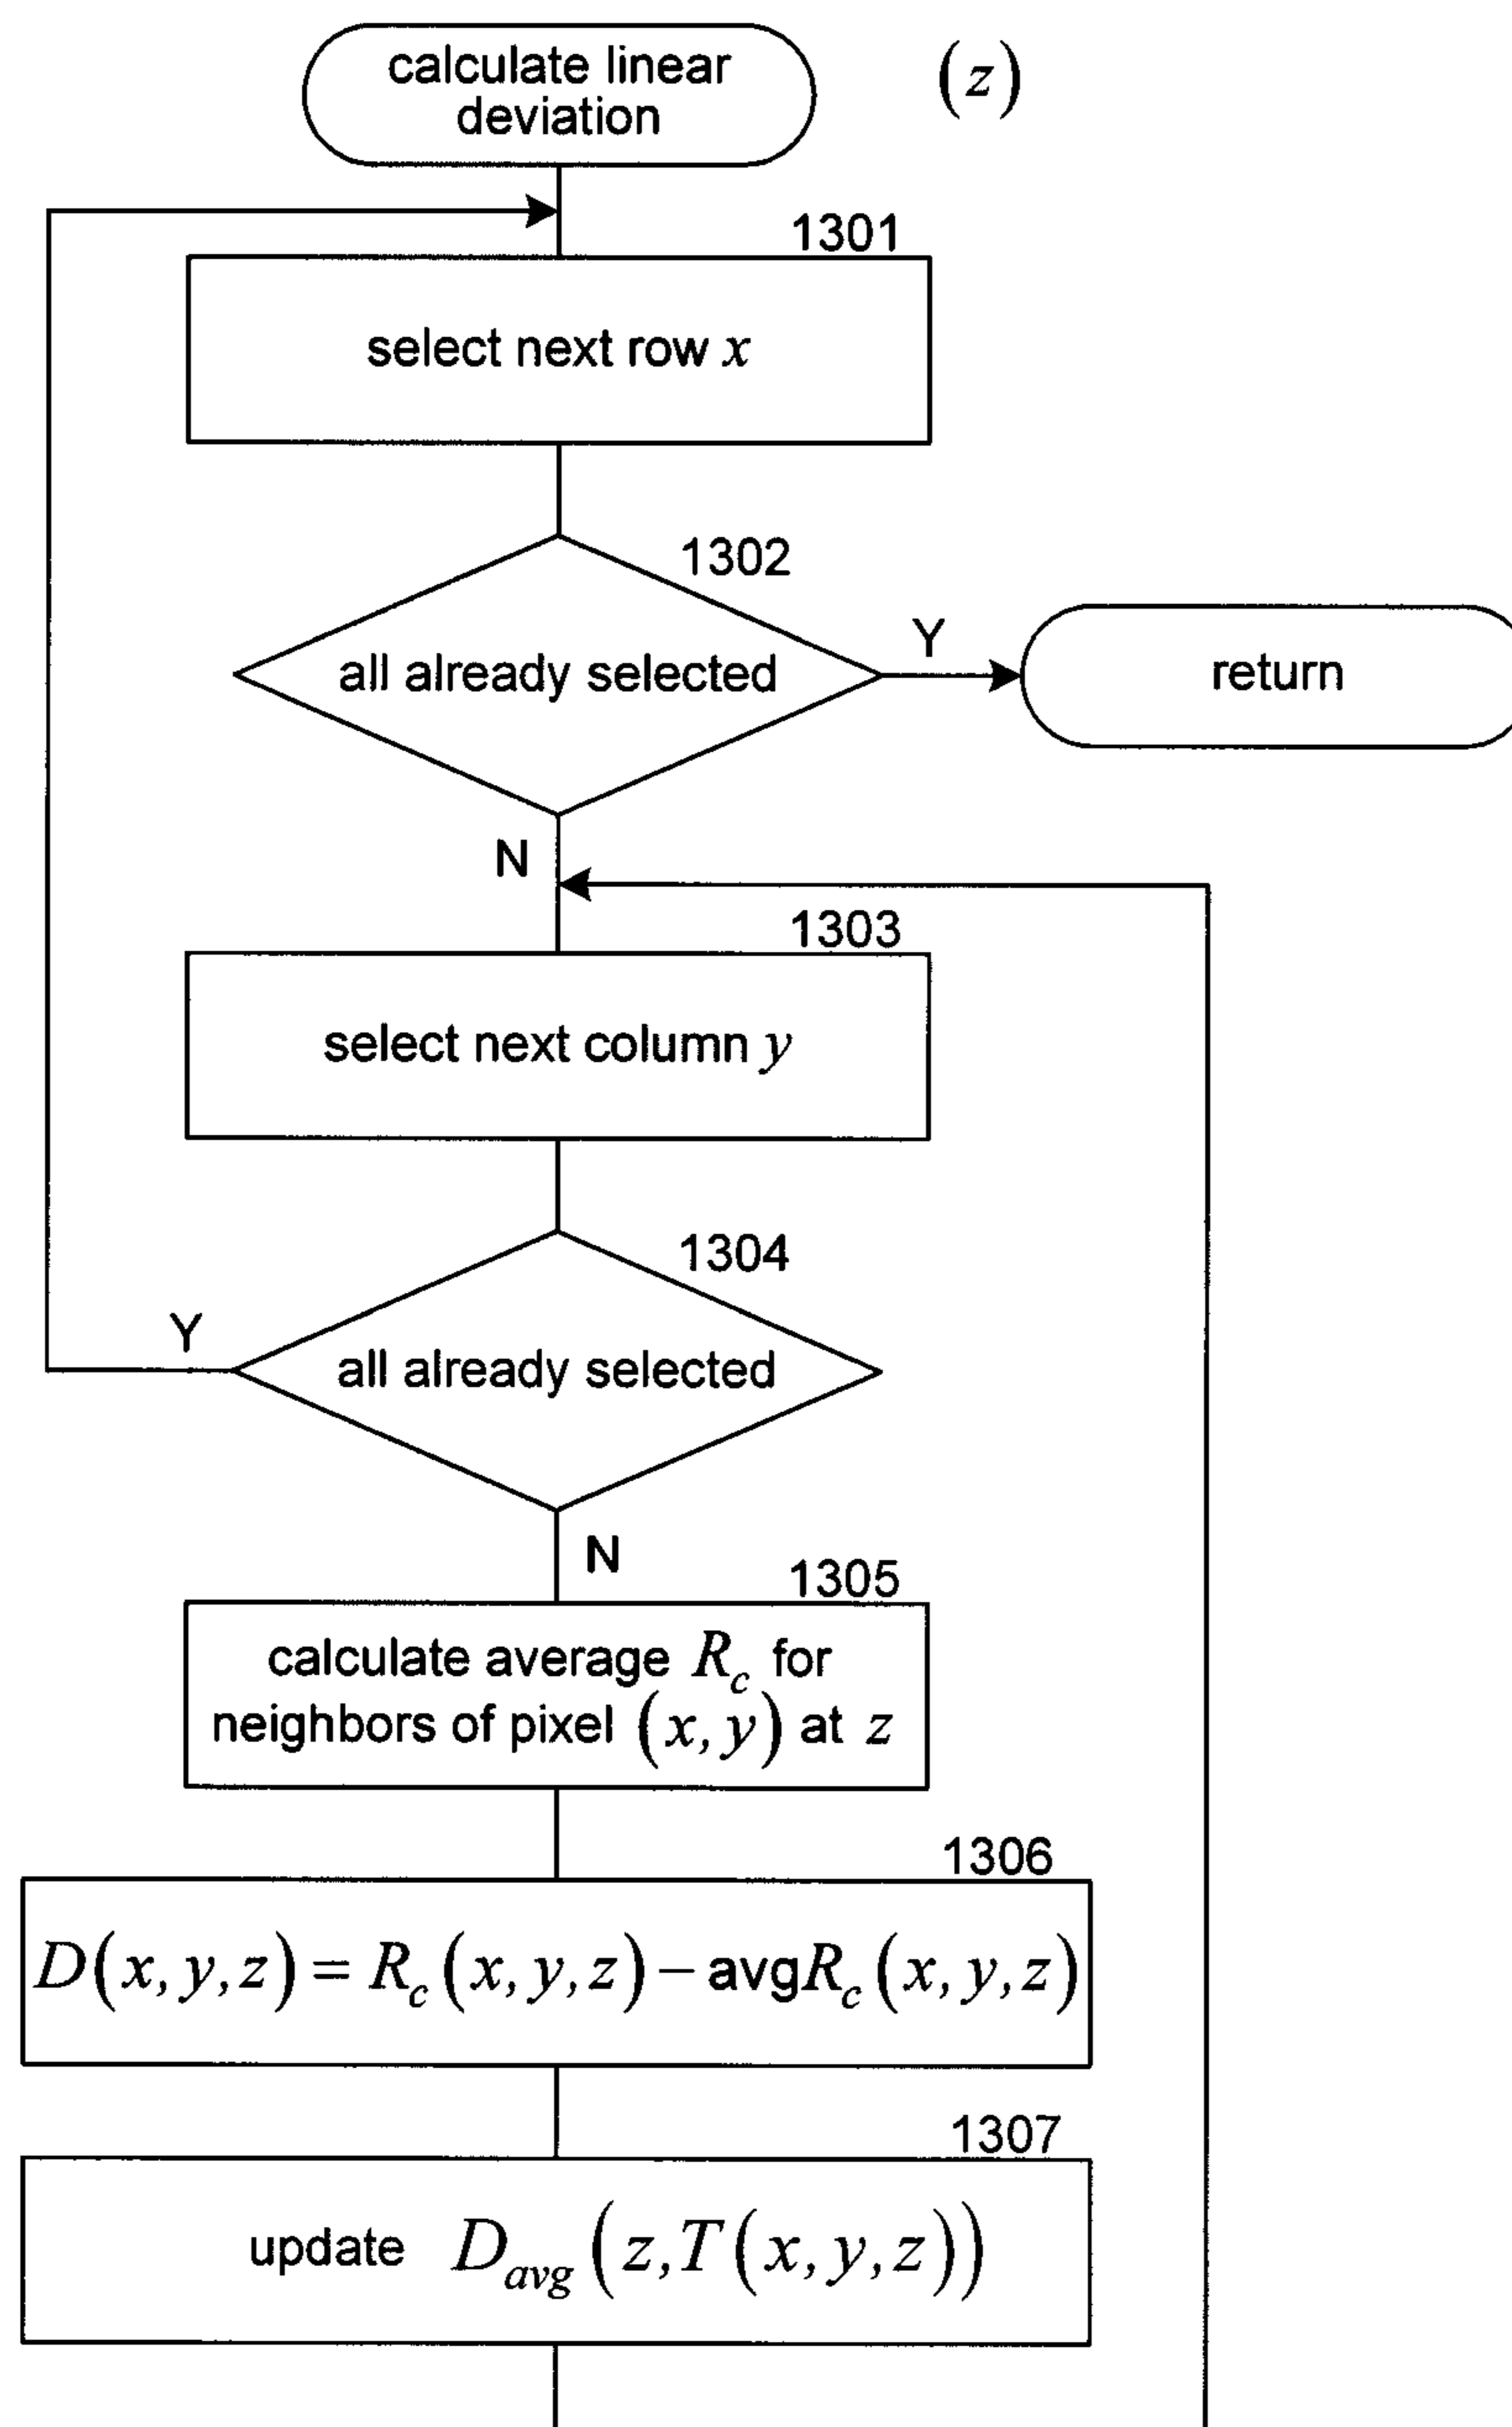 calculate linear
deviation
(z)
1301
select next row x
1302
all already selected
Y
return
N
1303
select next column y
1304
Y
all already selected
N
1305
calculate average R_c for
neighbors of pixel (x, y) at z
1306
D(x, y, z) = R_c(x, y, z) – avgR_c(x, y, z)
1307
update D_avg(z, T(x, y, z))